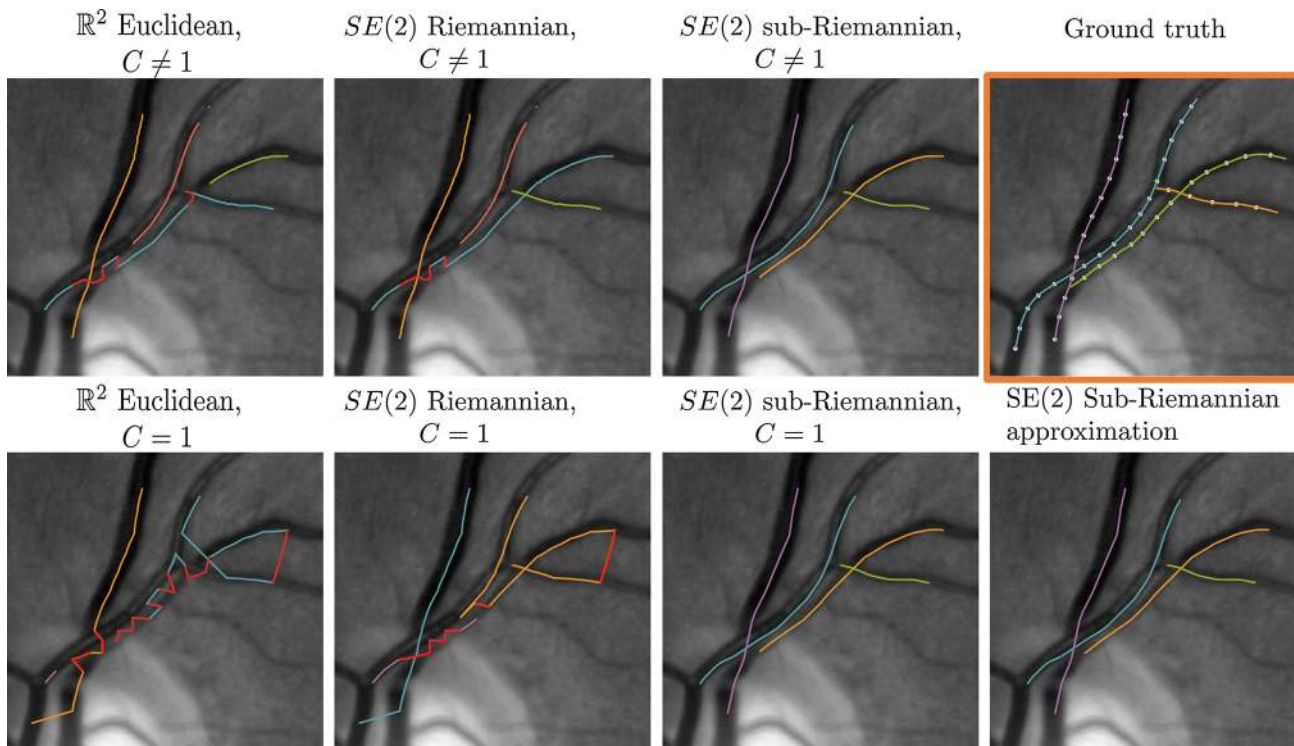 ℝ² Euclidean,
C ≠ 1
SE(2) Riemannian,
C ≠ 1
SE(2) sub-Riemannian,
C ≠ 1
Ground truth
ℝ² Euclidean,
C = 1
SE(2) Riemannian,
C = 1
SE(2) sub-Riemannian,
C = 1
SE(2) Sub-Riemannian
approximation